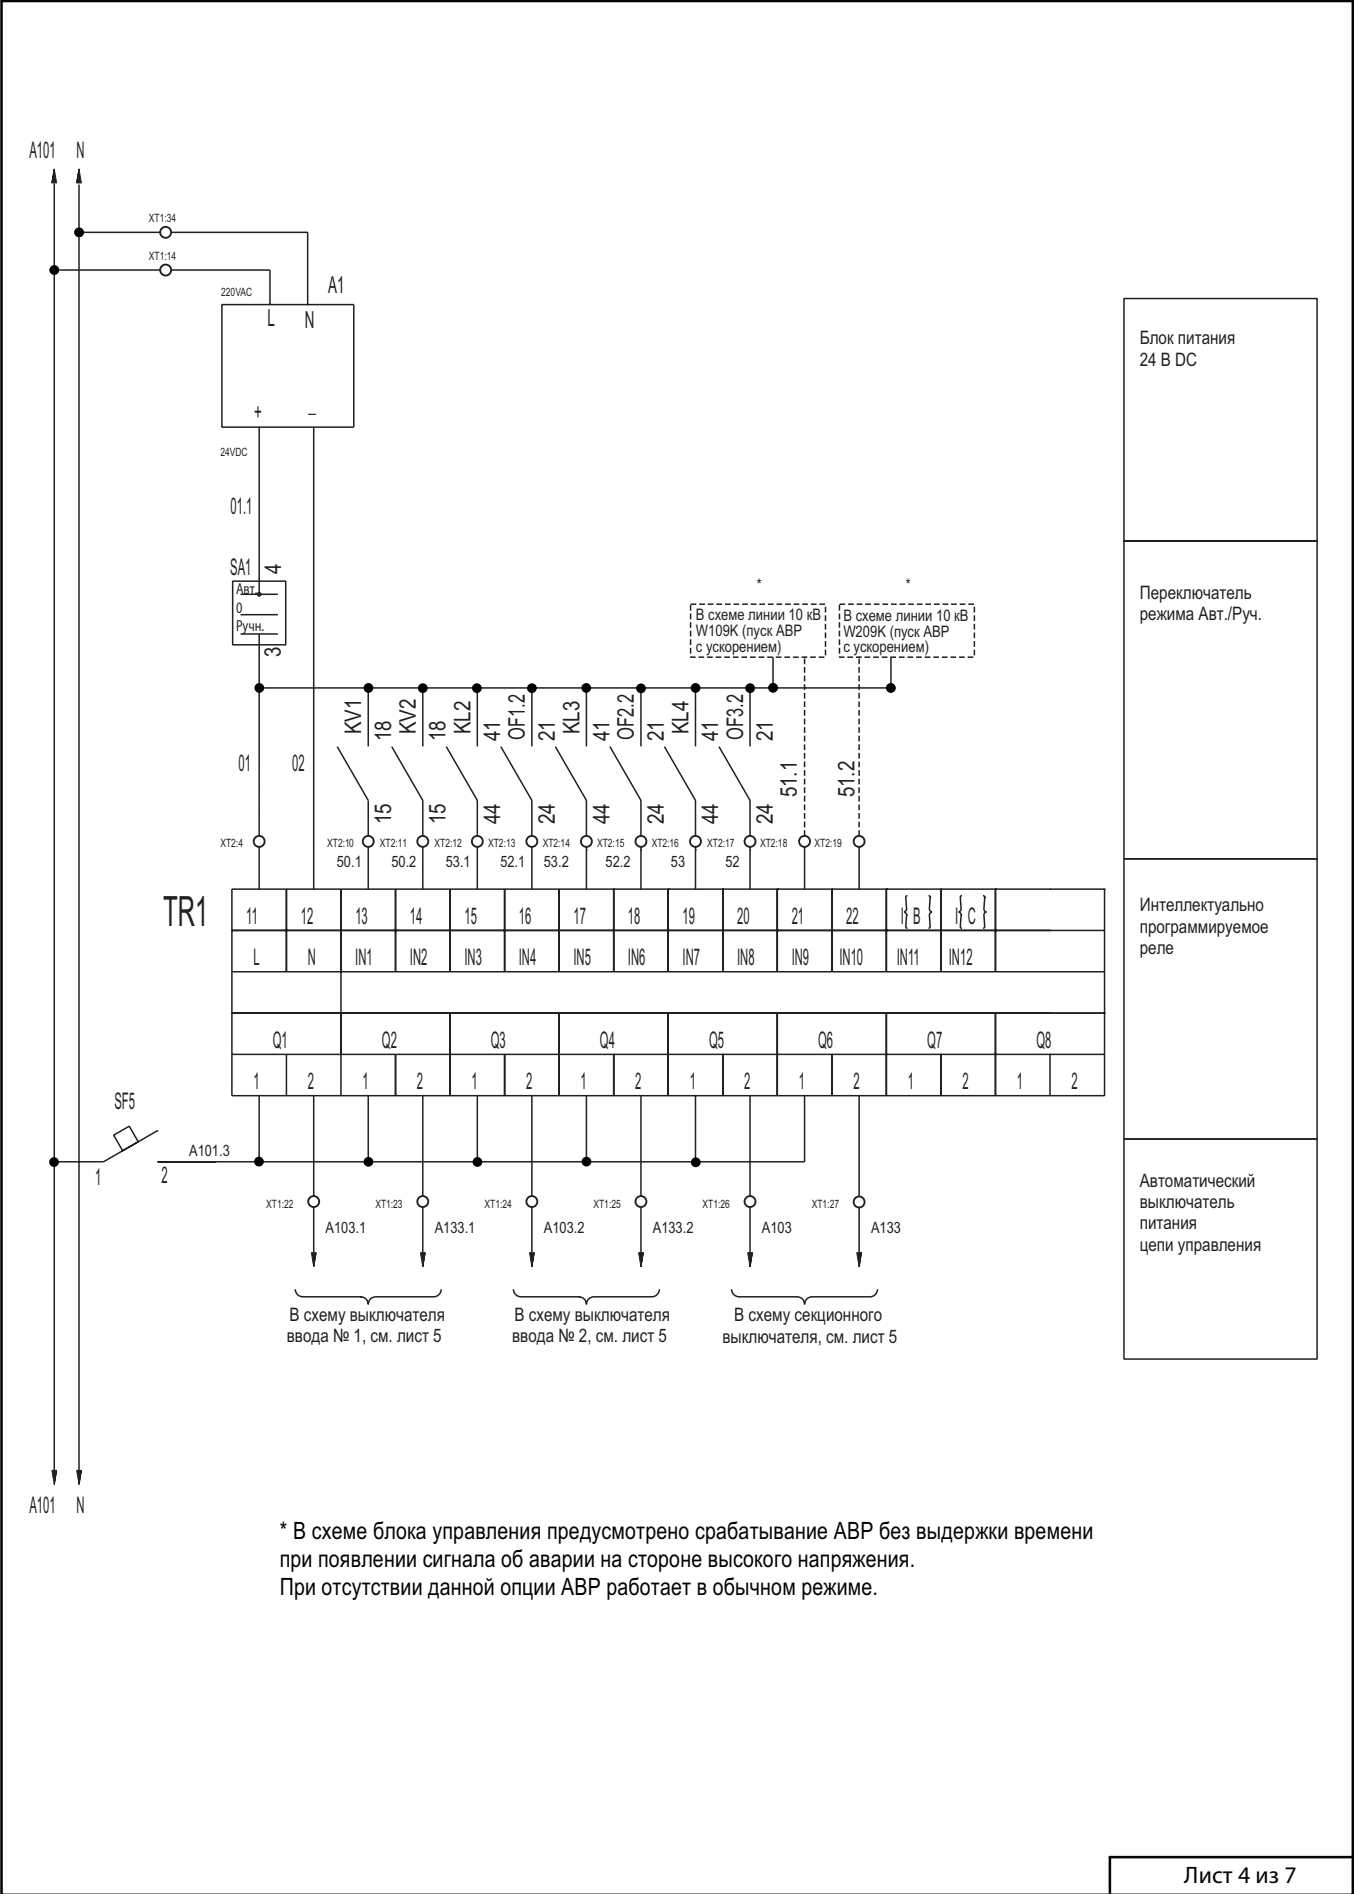 A101 N
XT1:34
XT1:14
220VAC
A1
L N
+ –
24VDC
01.1
SA1
4
Авт.
0
Ручн.
3
Блок питания
24 В DC
Переключатель
режима Авт./Руч.
*
В схеме линии 10 кВ
W109K (пуск АВР
с ускорением)
*
В схеме линии 10 кВ
W209K (пуск АВР
с ускорением)
KV1 18 KV2 18 KL2 41 OF1.2 21 KL3 41 OF2.2 21 KL4 41 OF3.2 21
01 02 51.1 51.2
15 15 44 24 44 24 44 24
XT2:4 XT2:10 XT2:11 XT2:12 XT2:13 XT2:14 XT2:15 XT2:16 XT2:17 XT2:18 XT2:19
50.1 50.2 53.1 52.1 53.2 52.2 53 52
TR1
11 12 13 14 15 16 17 18 19 20 21 22 I{ B } I{ C }
L N IN1 IN2 IN3 IN4 IN5 IN6 IN7 IN8 IN9 IN10 IN11 IN12
Q1 Q2 Q3 Q4 Q5 Q6 Q7 Q8
1 2 1 2 1 2 1 2 1 2 1 2 1 2 1 2
Интеллектуально
программируемое
реле
SF5
1 2
A101.3
XT1:22 XT1:23 XT1:24 XT1:25 XT1:26 XT1:27
A103.1 A133.1 A103.2 A133.2 A103 A133
В схему выключателя
ввода № 1, см. лист 5
В схему выключателя
ввода № 2, см. лист 5
В схему секционного
выключателя, см. лист 5
Автоматический
выключатель
питания
цепи управления
A101 N
* В схеме блока управления предусмотрено срабатывание АВР без выдержки времени
при появлении сигнала об аварии на стороне высокого напряжения.
При отсутствии данной опции АВР работает в обычном режиме.
Лист 4 из 7